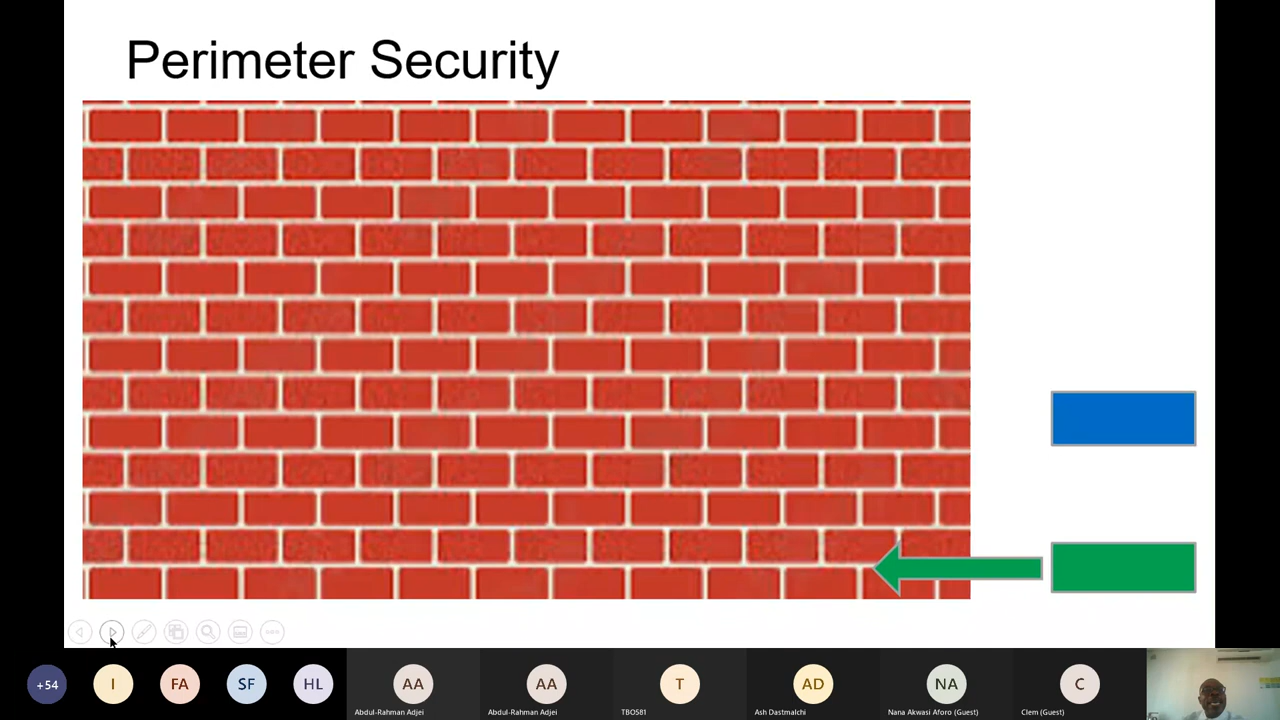 Perimeter Security
+54
I
FA
SF
HL
AA
AA
T
AD
NA
C
Abdul-Rahman Adjei
Abdul-Rahman Adjei
TBO581
Ash Dastmalchi
Nana Akwasi Aforo (Guest)
Clem (Guest)